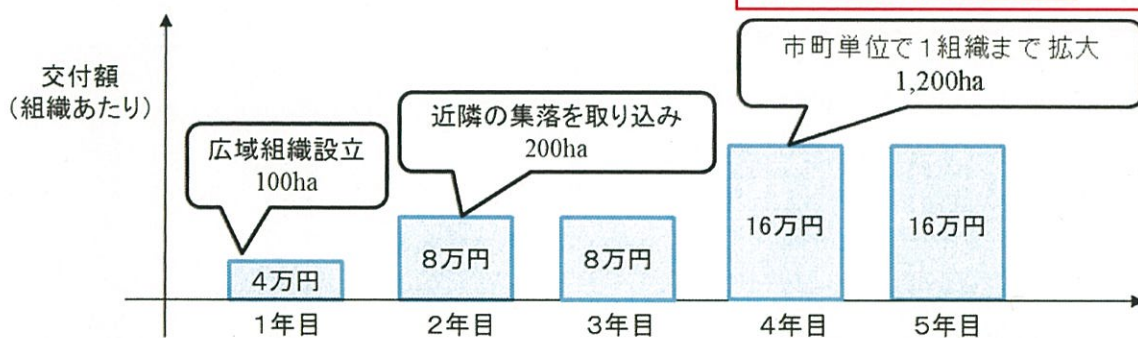 市町単位で1組織まで拡大
1,200ha
交付額
(組織あたり)
近隣の集落を取り込み
200ha
広域組織設立
100ha
4万円
8万円
8万円
16万円
16万円
1年目
2年目
3年目
4年目
5年目